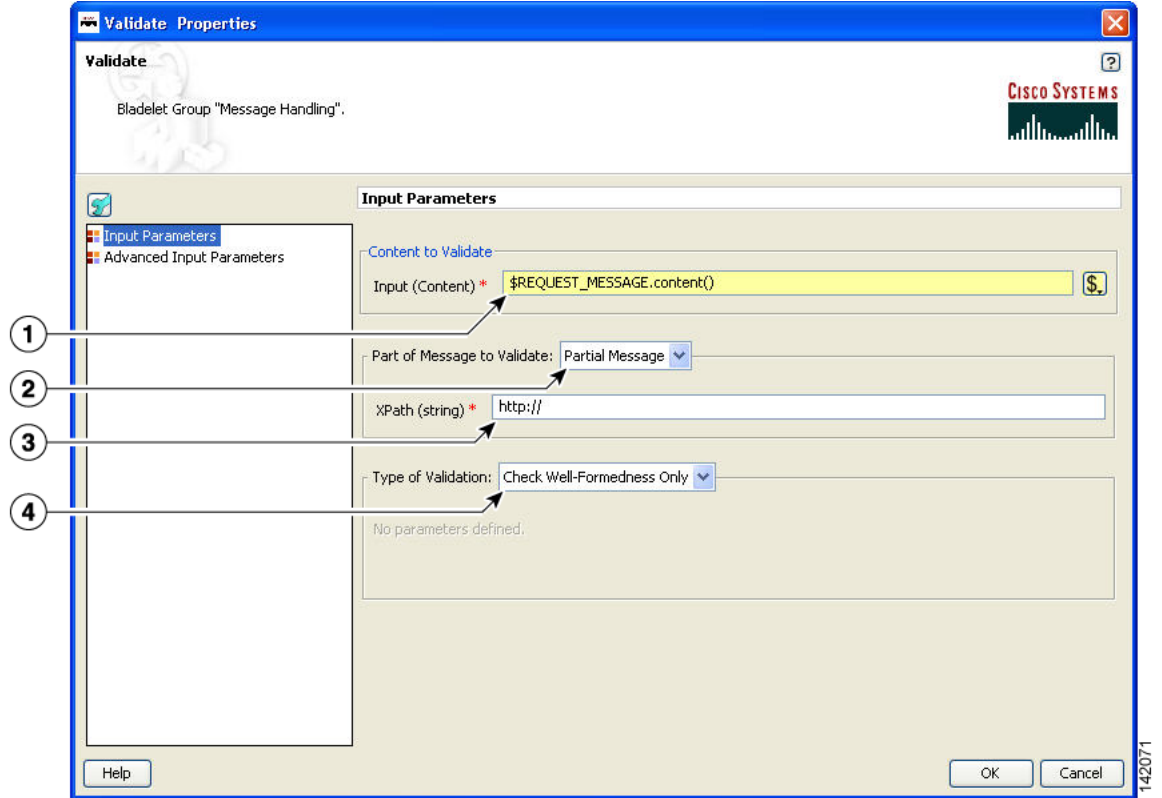 Validate Properties
Validate
?
Bladelet Group "Message Handling".
CISCO SYSTEMS
Input Parameters
Input Parameters
Advanced Input Parameters
Content to Validate
Input (Content) * $REQUEST_MESSAGE.content() $
1
Part of Message to Validate: Partial Message
2
XPath (string) * http://
3
Type of Validation: Check Well-Formedness Only
4
No parameters defined.
Help OK Cancel
142071